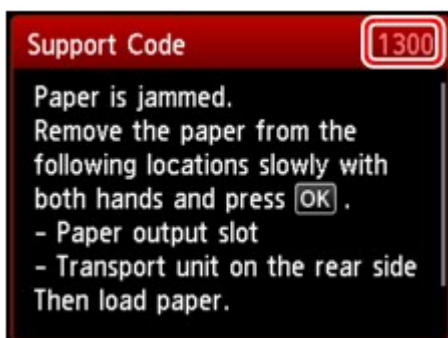 Support Code 1300
Paper is jammed.
Remove the paper from the
following locations slowly with
both hands and press OK .
- Paper output slot
- Transport unit on the rear side
Then load paper.